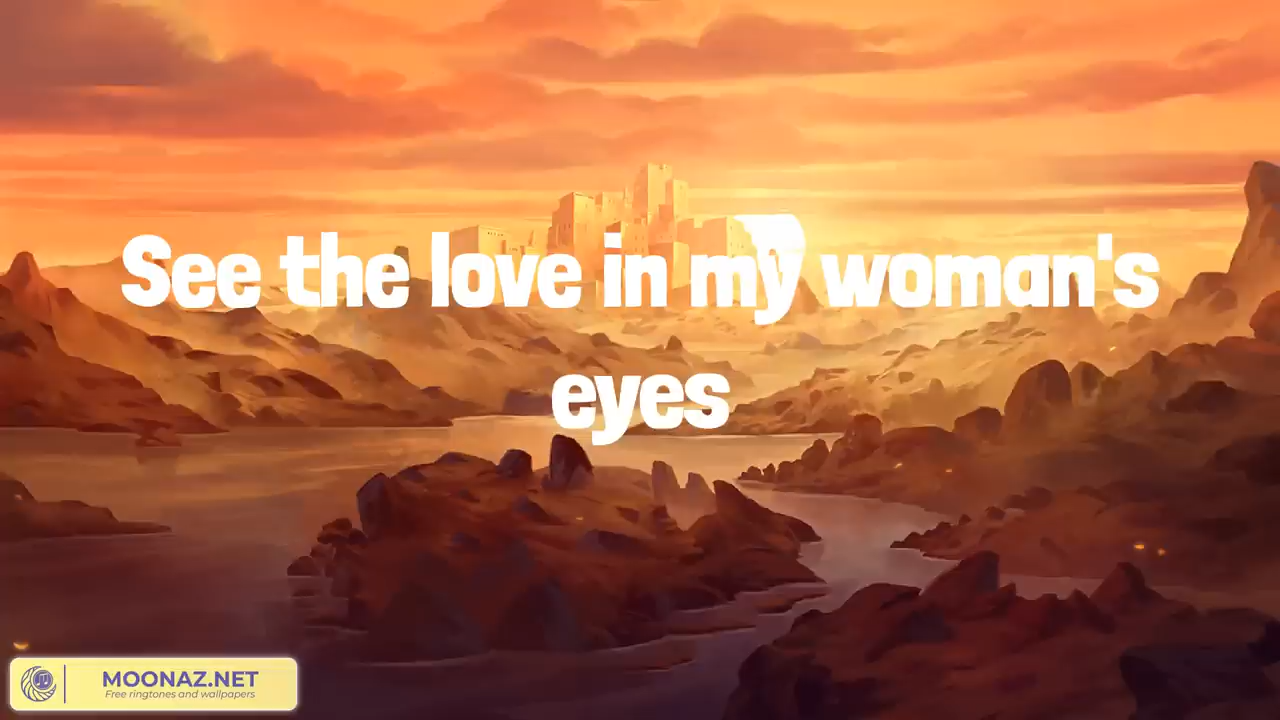 See the love in my woman's
eyes
MOONAZ.NET
Free ringtones and wallpapers